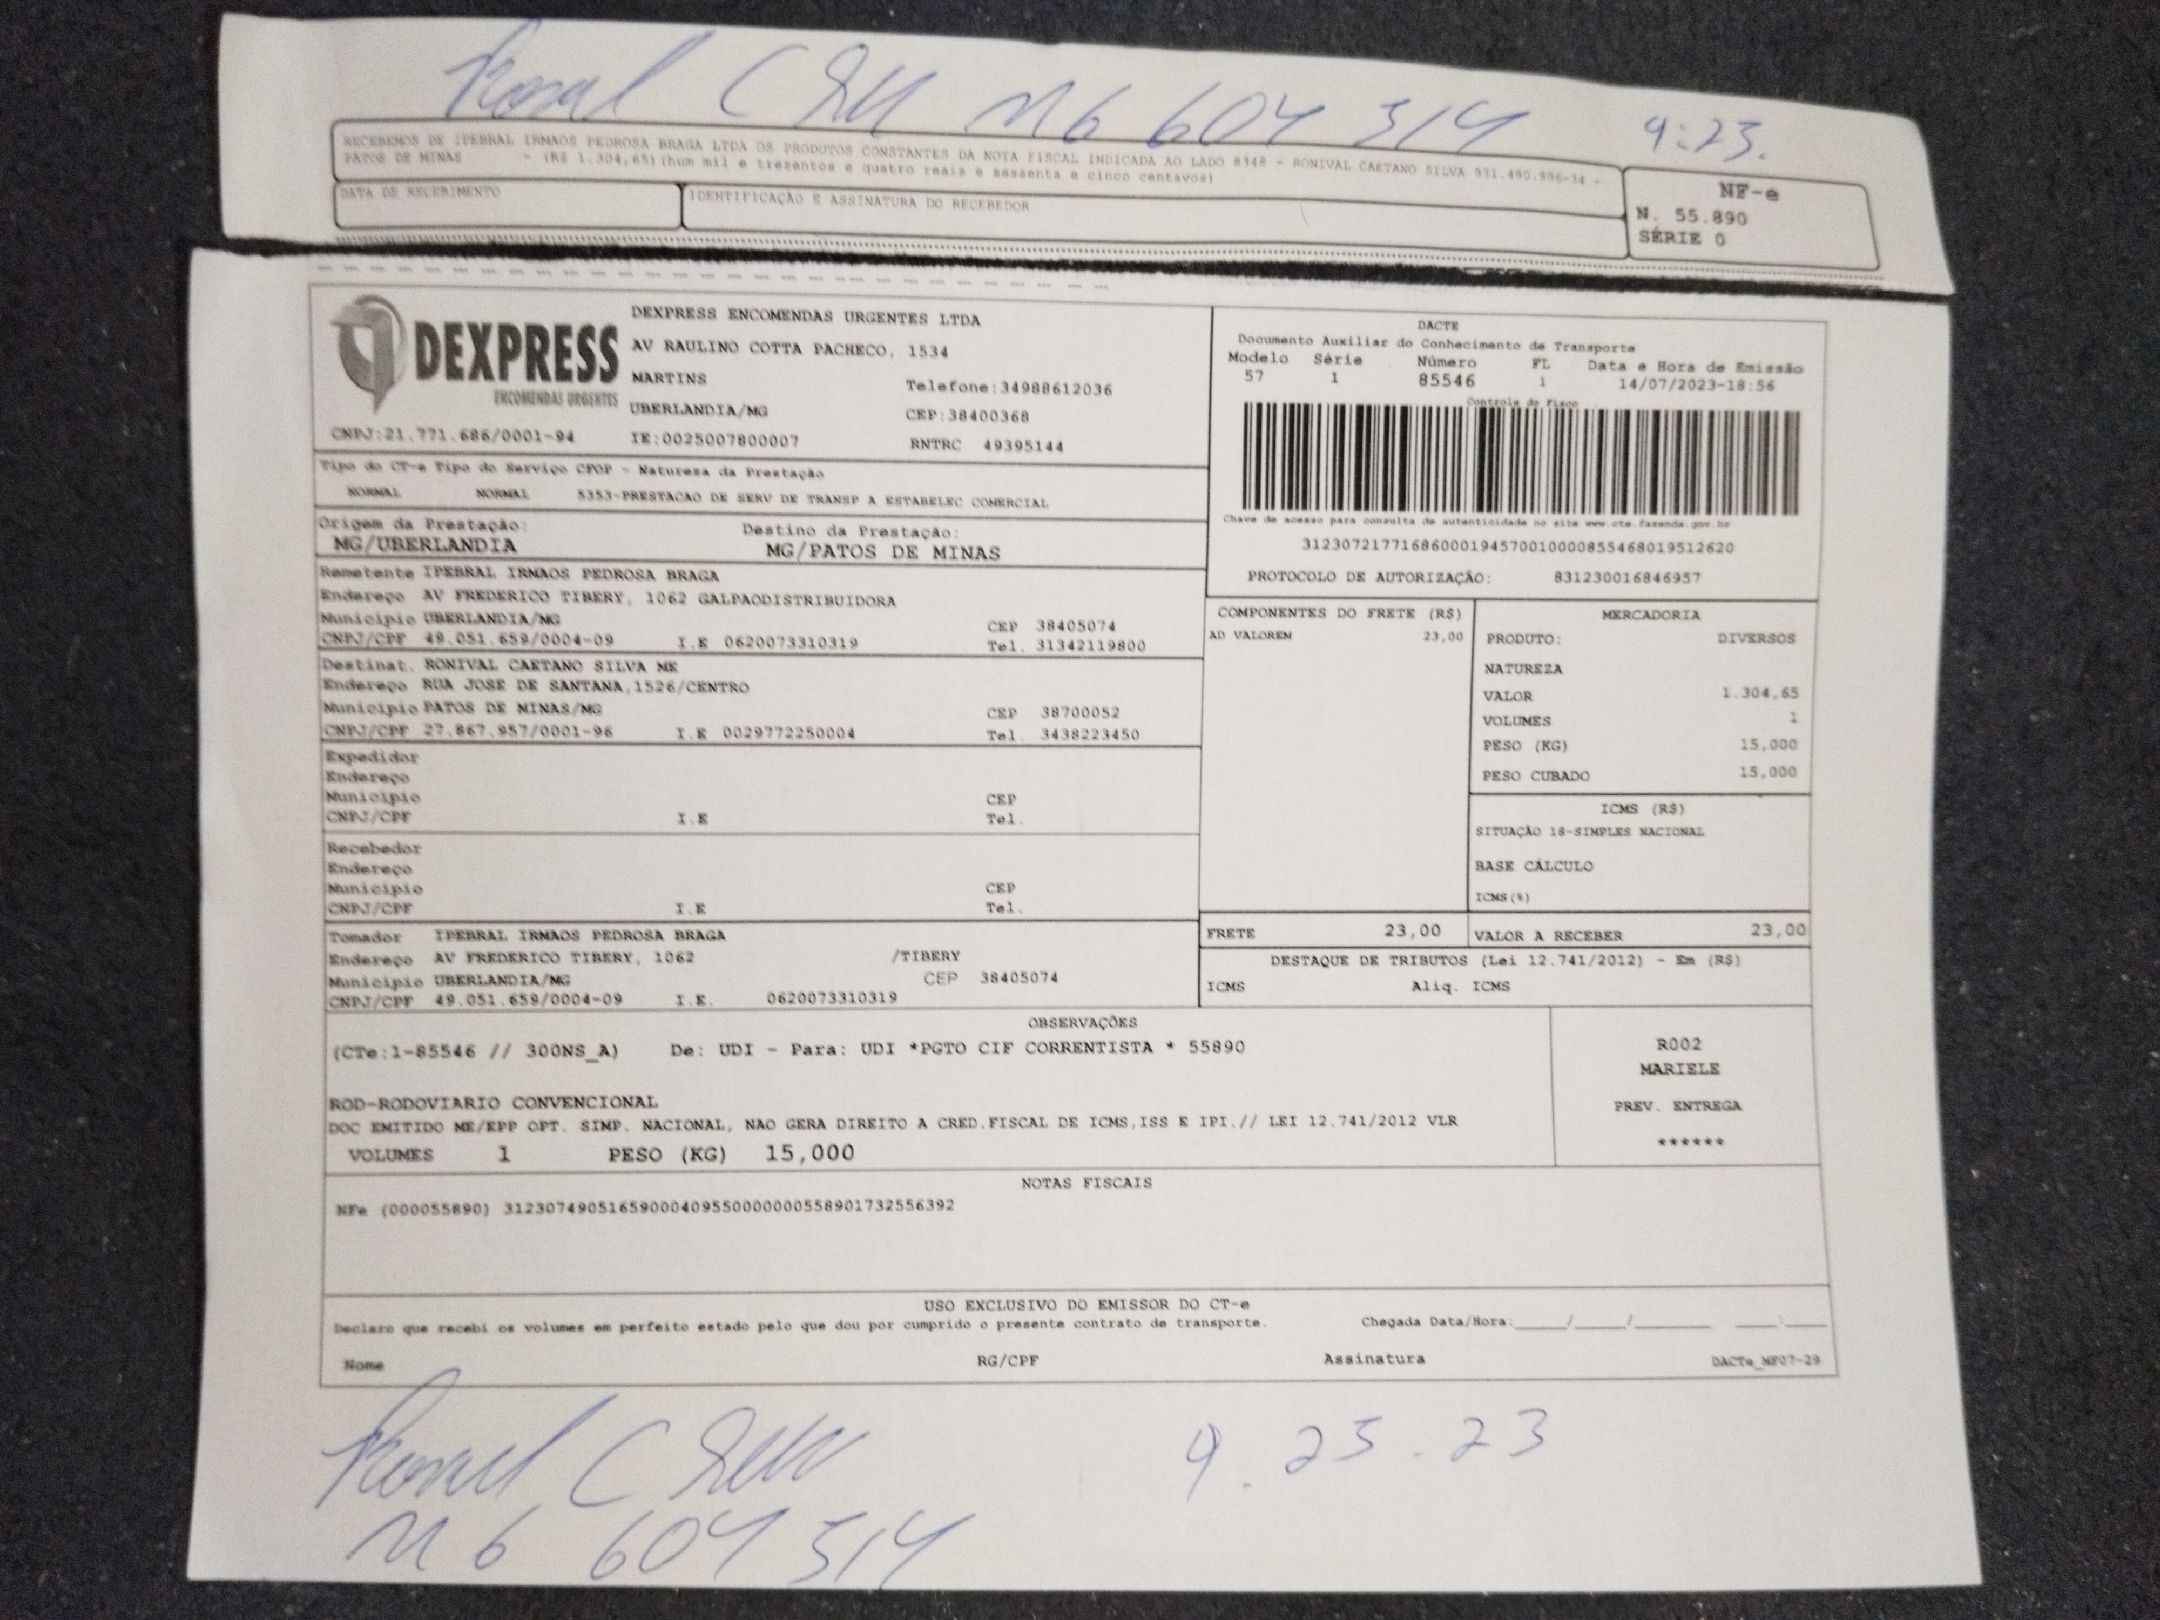 M6 604 314 9:23.
RECEBEMOS DE IPEBRAL IRMAOS PEDROSA BRAGA LTDA OS PRODUTOS CONSTANTES DA NOTA FISCAL INDICADA AO LADO 8348 - RONIVAL CAETANO SILVA 931.480.896-34 -
PATOS DE MINAS - (R$ 1.304,65) (hum mil e trezentos e quatro reais e sessenta e cinco centavos)
DATA DE RECEBIMENTO
IDENTIFICAÇÃO E ASSINATURA DO RECEBEDOR
NF-e
N. 55.890
SÉRIE 0
DEXPRESS
ENCOMENDAS URGENTES
DEXPRESS ENCOMENDAS URGENTES LTDA
AV RAULINO COTTA PACHECO, 1534
MARTINS Telefone:34988612036
UBERLANDIA/MG CEP:38400368
CNPJ:21.771.686/0001-94 IE:0025007800007 RNTRC 49395144
DACTE
Documento Auxiliar do Conhecimento de Transporte
Modelo Série Número FL Data e Hora de Emissão
57 1 85546 1 14/07/2023-18:56
Controle do Fisco
Chave de acesso para consulta de autenticidade no site www.cte.fazenda.gov.br
31230721771686000194570010000855468019512620
PROTOCOLO DE AUTORIZAÇÃO: 831230016846957
Tipo do CT-e Tipo do Serviço CFOP - Natureza da Prestação
NORMAL NORMAL 5353-PRESTACAO DE SERV DE TRANSP A ESTABELEC COMERCIAL
Origem da Prestação: Destino da Prestação:
MG/UBERLANDIA MG/PATOS DE MINAS
Remetente IPEBRAL IRMAOS PEDROSA BRAGA
Endereço AV FREDERICO TIBERY, 1062 GALPAODISTRIBUIDORA
Município UBERLANDIA/MG CEP 38405074
CNPJ/CPF 49.051.659/0004-09 I.E 0620073310319 Tel. 31342119800
Destinat. RONIVAL CAETANO SILVA ME
Endereço RUA JOSE DE SANTANA,1526/CENTRO
Município PATOS DE MINAS/MG CEP 38700052
CNPJ/CPF 27.867.957/0001-96 I.E 0029772250004 Tel. 3438223450
Expedidor
Endereço
Município CEP
CNPJ/CPF I.E Tel.
Recebedor
Endereço
Município CEP
CNPJ/CPF I.E Tel.
Tomador IPEBRAL IRMAOS PEDROSA BRAGA
Endereço AV FREDERICO TIBERY, 1062 /TIBERY
Município UBERLANDIA/MG CEP 38405074
CNPJ/CPF 49.051.659/0004-09 I.E. 0620073310319
COMPONENTES DO FRETE (R$)
AD VALOREM 23,00
MERCADORIA
PRODUTO: DIVERSOS
NATUREZA
VALOR 1.304,65
VOLUMES 1
PESO (KG) 15,000
PESO CUBADO 15,000
ICMS (R$)
SITUAÇÃO 18-SIMPLES NACIONAL
BASE CÁLCULO
ICMS(%)
FRETE 23,00 VALOR A RECEBER 23,00
DESTAQUE DE TRIBUTOS (Lei 12.741/2012) - Em (R$)
ICMS Aliq. ICMS
OBSERVAÇÕES
(CTe:1-85546 // 300NS_A) De: UDI - Para: UDI *PGTO CIF CORRENTISTA * 55890
ROD-RODOVIARIO CONVENCIONAL
DOC EMITIDO ME/EPP OPT. SIMP. NACIONAL, NAO GERA DIREITO A CRED.FISCAL DE ICMS,ISS E IPI.// LEI 12.741/2012 VLR
VOLUMES 1 PESO (KG) 15,000
R002
MARIELE
PREV. ENTREGA
******
NOTAS FISCAIS
NFe (000055890) 31230749051659000409550000000558901732556392
USO EXCLUSIVO DO EMISSOR DO CT-e
Declaro que recebi os volumes em perfeito estado pelo que dou por cumprido o presente contrato de transporte. Chegada Data/Hora:_____/_____/_______ ____:____
Nome RG/CPF Assinatura DACTe_MF07-29
9.25.23
M6 604 514